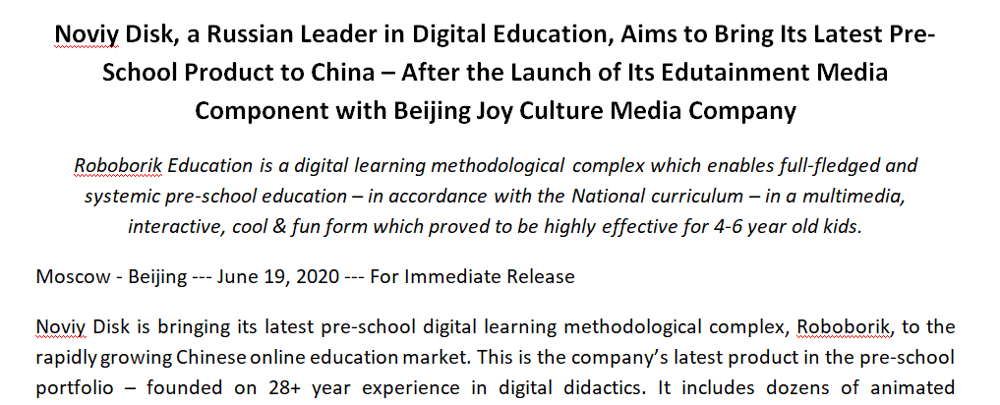 Noviy Disk, a Russian Leader in Digital Education, Aims to Bring Its Latest Pre-
School Product to China – After the Launch of Its Edutainment Media
Component with Beijing Joy Culture Media Company
Roboborik Education is a digital learning methodological complex which enables full-fledged and
systemic pre-school education – in accordance with the National curriculum – in a multimedia,
interactive, cool & fun form which proved to be highly effective for 4-6 year old kids.
Moscow - Beijing --- June 19, 2020 --- For Immediate Release
Noviy Disk is bringing its latest pre-school digital learning methodological complex, Roboborik, to the
rapidly growing Chinese online education market. This is the company’s latest product in the pre-school
portfolio – founded on 28+ year experience in digital didactics. It includes dozens of animated